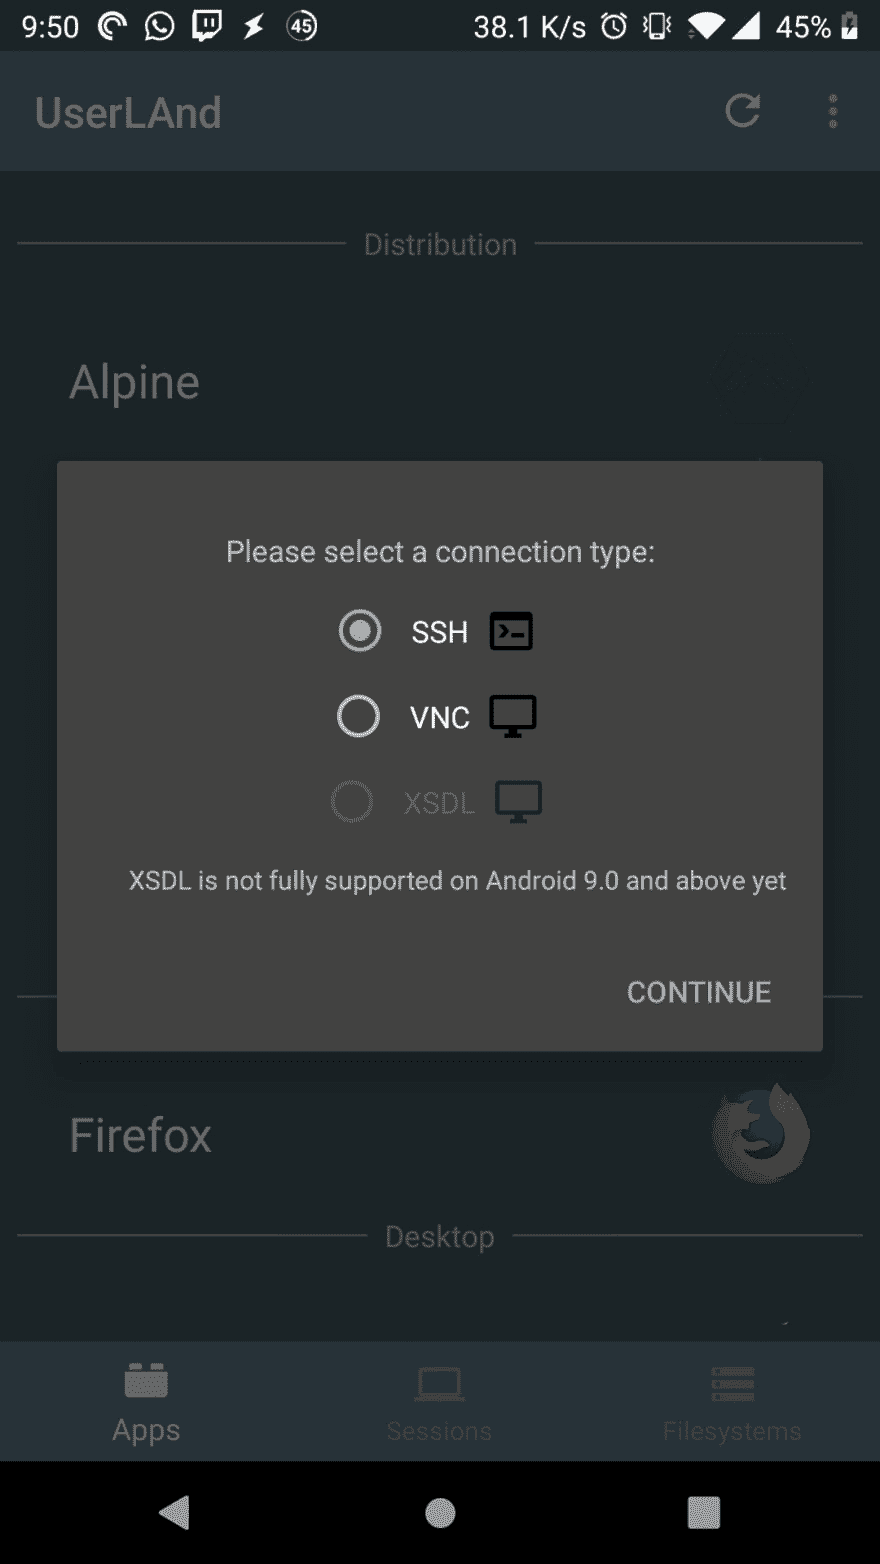 9:50 45 38.1 K/s 45%
UserLAnd
Distribution
Alpine
Please select a connection type:
SSH
VNC
XSDL
XSDL is not fully supported on Android 9.0 and above yet
CONTINUE
Firefox
Desktop
Apps Sessions Filesystems